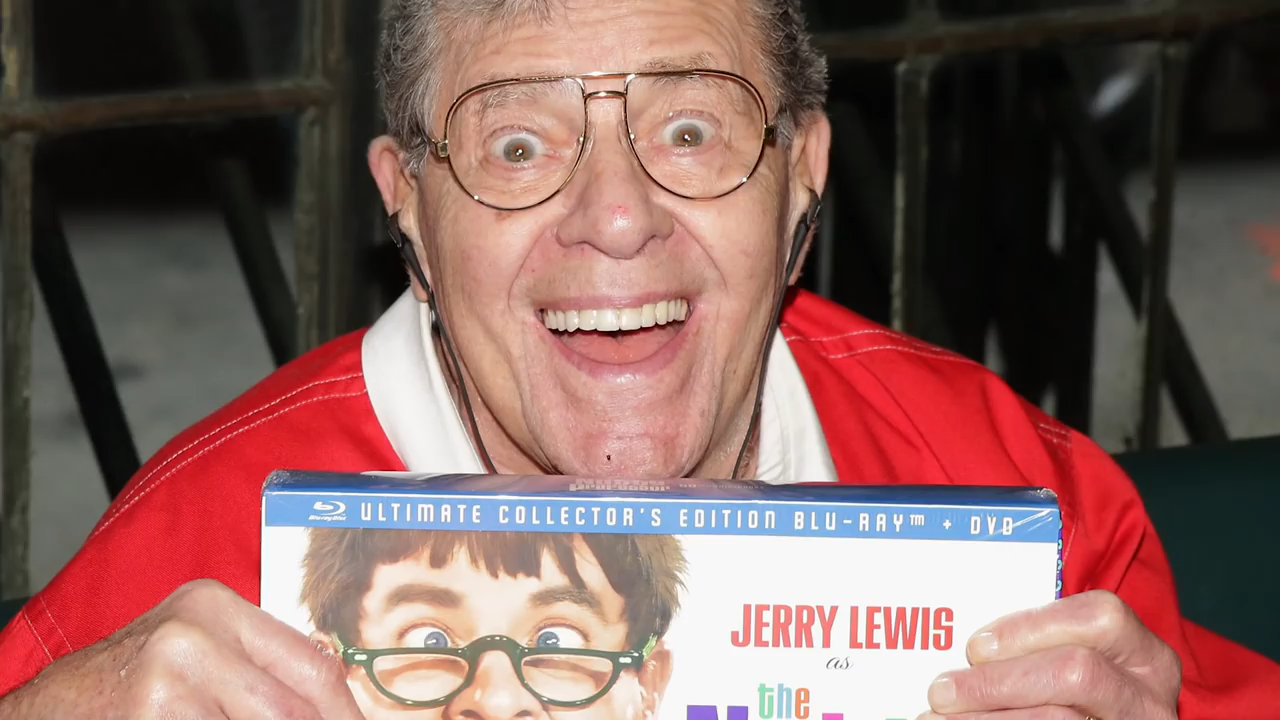 Blu-ray Disc ULTIMATE COLLECTOR'S EDITION BLU-RAY™ + DVD
JERRY LEWIS
as
the